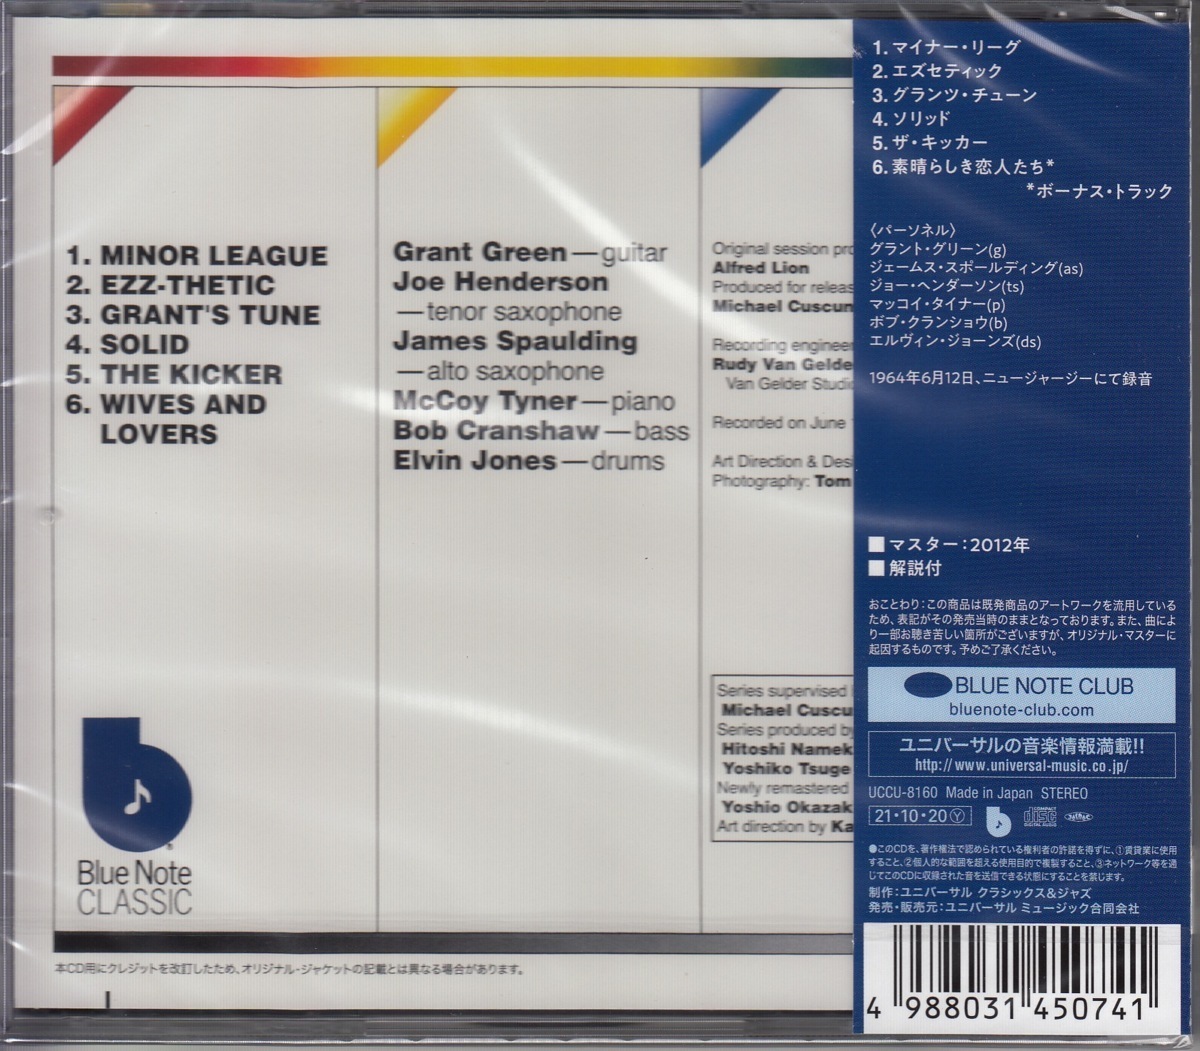 1. MINOR LEAGUE
2. EZZ-THETIC
3. GRANT'S TUNE
4. SOLID
5. THE KICKER
6. WIVES AND
LOVERS
Grant Green—guitar
Joe Henderson
—tenor saxophone
James Spaulding
—alto saxophone
McCoy Tyner—piano
Bob Cranshaw—bass
Elvin Jones—drums
Original session pro
Alfred Lion
Produced for releas
Michael Cuscun
Recording engineer
Rudy Van Gelde
Van Gelder Studio
Recorded on June
Art Direction & Desi
Photography: Tom
Series supervised
Michael Cuscu
Series produced by
Hitoshi Namek
Yoshiko Tsuge
Newly remastered
Yoshio Okazak
Art direction by Ka
Blue Note
CLASSIC
本CD用にクレジットを改訂したため、オリジナル・ジャケットの記載とは異なる場合があります。
1. マイナー・リーグ
2. エズセティック
3. グランツ・チューン
4. ソリッド
5. ザ・キッカー
6. 素晴らしき恋人たち*
*ボーナス・トラック
〈パーソネル〉
グラント・グリーン(g)
ジェームス・スポールディング(as)
ジョー・ヘンダーソン(ts)
マッコイ・タイナー(p)
ボブ・クランショウ(b)
エルヴィン・ジョーンズ(ds)
1964年6月12日、ニュージャージーにて録音
■マスター：2012年
■解説付
おことわり：この商品は既発商品のアートワークを流用している
ため、表記がその発売当時のままとなっております。また、曲によ
り一部お聴き苦しい箇所がございますが、オリジナル・マスターに
起因するものです。予めご了承ください。
BLUE NOTE CLUB
bluenote-club.com
ユニバーサルの音楽情報満載!!
http://www.universal-music.co.jp/
UCCU-8160 Made in Japan STEREO
21・10・20 Ⓨ
COMPACT
disc
DIGITAL AUDIO
●このCDを、著作権法で認められている権利者の許諾を得ずに、①賃貸業に使用
すること、②個人的な範囲を超える使用目的で複製すること、③ネットワーク等を通
じてこのCDに収録された音を送信できる状態にすることを禁じます。
制作：ユニバーサル クラシックス&ジャズ
発売・販売元：ユニバーサル ミュージック合同会社
4 988031 450741